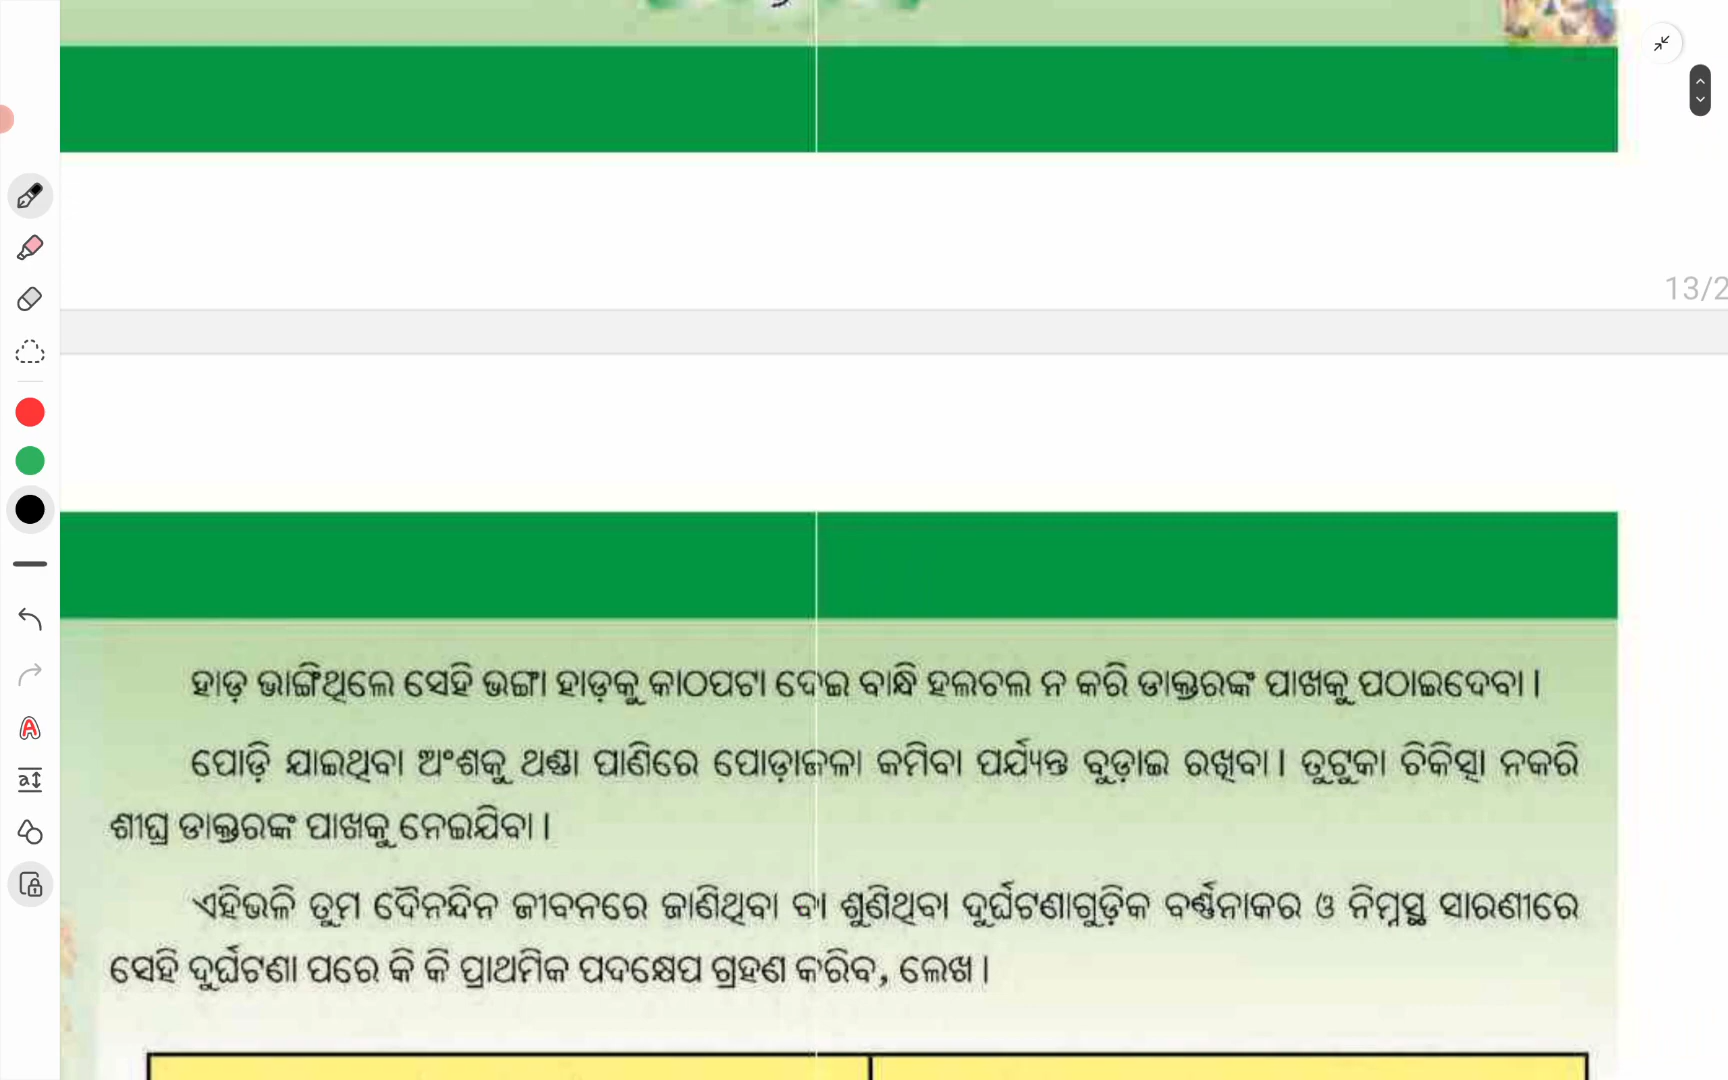 13/2
ହାଡ଼ ଭାଙ୍ଗିଥିଲେ ସେହି ଭଙ୍ଗା ହାଡ଼କୁ କାଠପଟା ଦେଇ ବାନ୍ଧି ହଲଚଲ ନ କରି ଡାକ୍ତରଙ୍କ ପାଖକୁ ପଠାଇଦେବା ।
ପୋଡ଼ି ଯାଇଥିବା ଅଂଶକୁ ଥଣ୍ଡା ପାଣିରେ ପୋଡ଼ାଜଳା କମିବା ପର୍ଯ୍ୟନ୍ତ ବୁଡ଼ାଇ ରଖିବା । ତୁଟୁକା ଚିକିତ୍ସା ନକରି
ଶୀଘ୍ର ଡାକ୍ତରଙ୍କ ପାଖକୁ ନେଇଯିବା ।
ଏହିଭଳି ତୁମ ଦୈନନ୍ଦିନ ଜୀବନରେ ଜାଣିଥିବା ବା ଶୁଣିଥିବା ଦୁର୍ଘଟଣାଗୁଡ଼ିକ ବର୍ଣ୍ଣନାକର ଓ ନିମ୍ନସ୍ଥ ସାରଣୀରେ
ସେହି ଦୁର୍ଘଟଣା ପରେ କି କି ପ୍ରାଥମିକ ପଦକ୍ଷେପ ଗ୍ରହଣ କରିବ, ଲେଖ ।